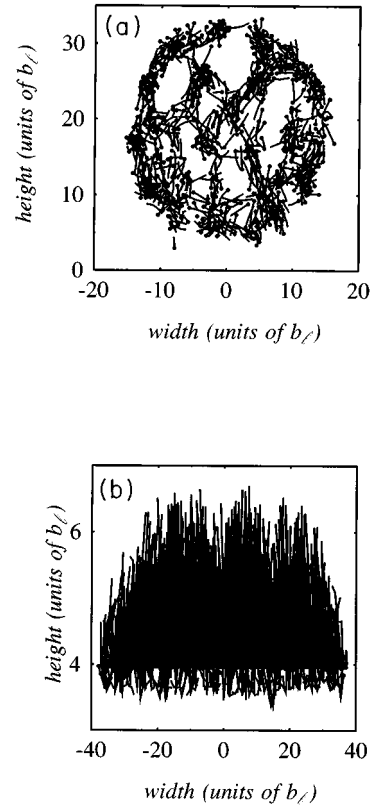 (a)
30
20
10
0
height (units of bℓ)
-20 -10 0 10 20
width (units of bℓ)
(b)
6
4
height (units of bℓ)
-40 -20 0 20 40
width (units of bℓ)